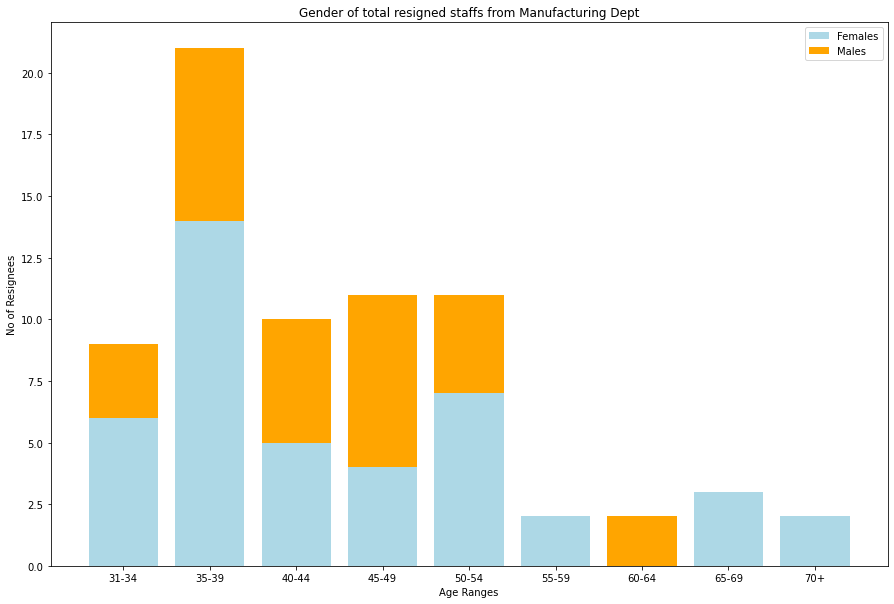 Gender of total resigned staffs from Manufacturing Dept
Females
Males
No of Resignees
20.0
17.5
15.0
12.5
10.0
7.5
5.0
2.5
0.0
31-34 35-39 40-44 45-49 50-54 55-59 60-64 65-69 70+
Age Ranges